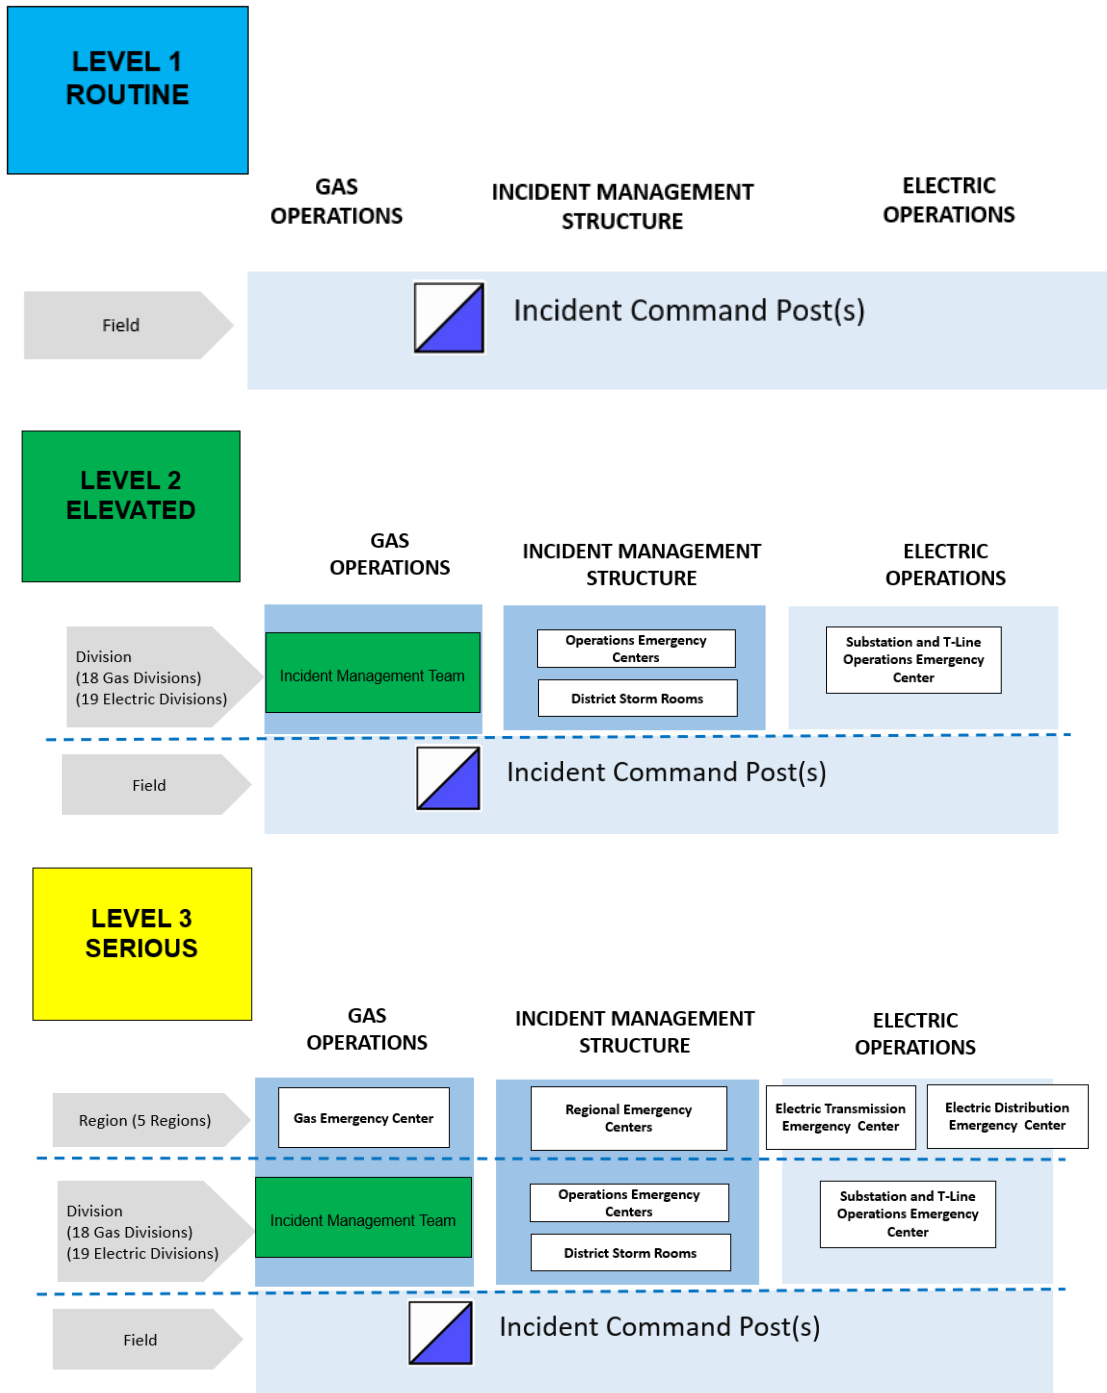 LEVEL 1
ROUTINE
GAS
OPERATIONS
INCIDENT MANAGEMENT
STRUCTURE
ELECTRIC
OPERATIONS
Field
Incident Command Post(s)
LEVEL 2
ELEVATED
GAS
OPERATIONS
INCIDENT MANAGEMENT
STRUCTURE
ELECTRIC
OPERATIONS
Division
(18 Gas Divisions)
(19 Electric Divisions)
Incident Management Team
Operations Emergency
Centers
District Storm Rooms
Substation and T-Line
Operations Emergency
Center
Field
Incident Command Post(s)
LEVEL 3
SERIOUS
GAS
OPERATIONS
INCIDENT MANAGEMENT
STRUCTURE
ELECTRIC
OPERATIONS
Region (5 Regions)
Gas Emergency Center
Regional Emergency
Centers
Electric Transmission
Emergency Center
Electric Distribution
Emergency Center
Division
(18 Gas Divisions)
(19 Electric Divisions)
Incident Management Team
Operations Emergency
Centers
District Storm Rooms
Substation and T-Line
Operations Emergency
Center
Field
Incident Command Post(s)